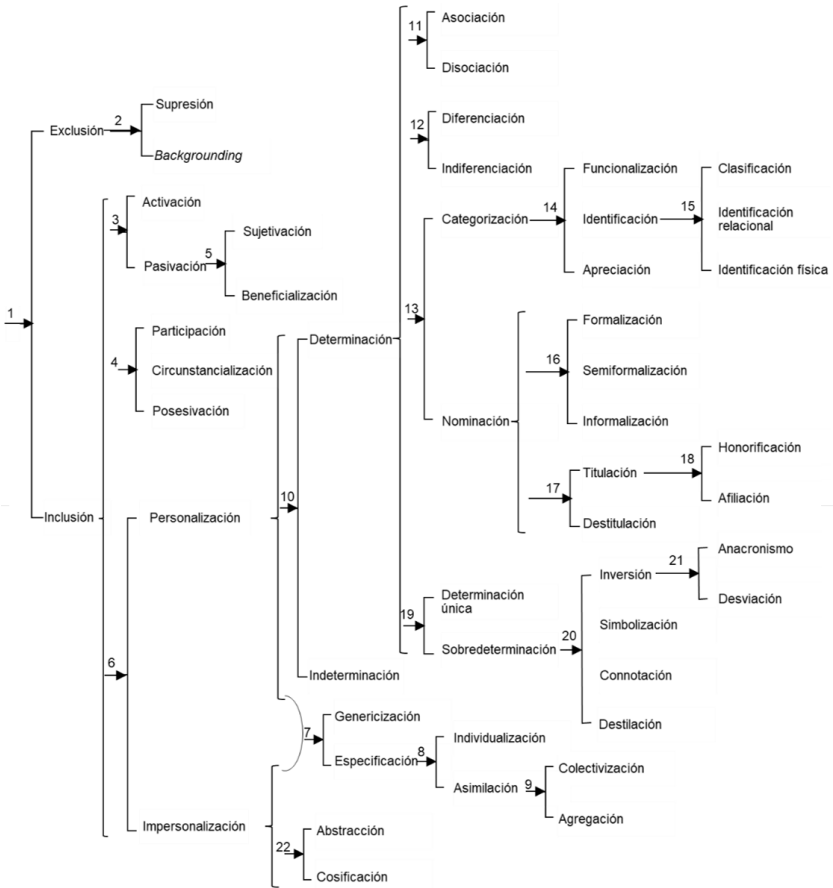 Asociación
11
Disociación
Supresión
2
Exclusión
Backgrounding
Diferenciación
12
Indiferenciación
Funcionalización
Clasificación
Activación
3
Pasivación
5
Sujetivación
Beneficialización
Categorización
14
Identificación
15
Identificación
relacional
Apreciación
Identificación física
1
13
Participación
4
Circunstancialización
Posesivación
Determinación
Formalización
16
Semiformalización
Nominación
Informalización
Honorificación
Titulación
18
17
Afiliación
Destitulación
10
Inclusión
Personalización
Anacronismo
21
Inversión
Desviación
Determinación
única
19
Simbolización
20
Sobredeterminación
6
Indeterminación
Connotación
Destilación
Genericización
7
Individualización
Especificación
8
Colectivización
Asimilación
9
Agregación
Impersonalización
Abstracción
22
Cosificación